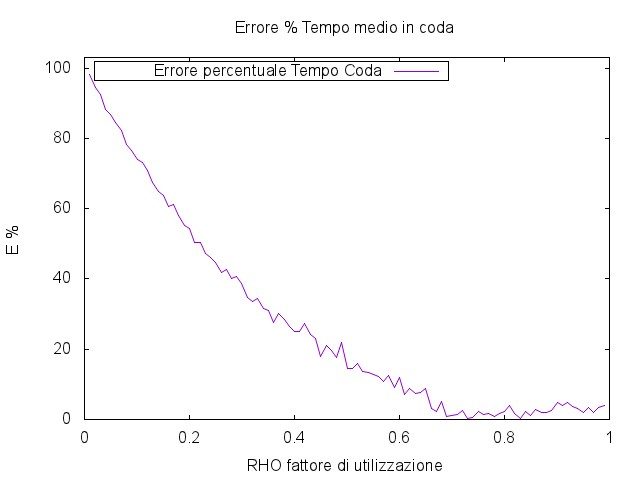 Errore % Tempo medio in coda
Errore percentuale Tempo Coda
100
80
60
40
20
0
E %
0 0.2 0.4 0.6 0.8 1
RHO fattore di utilizzazione